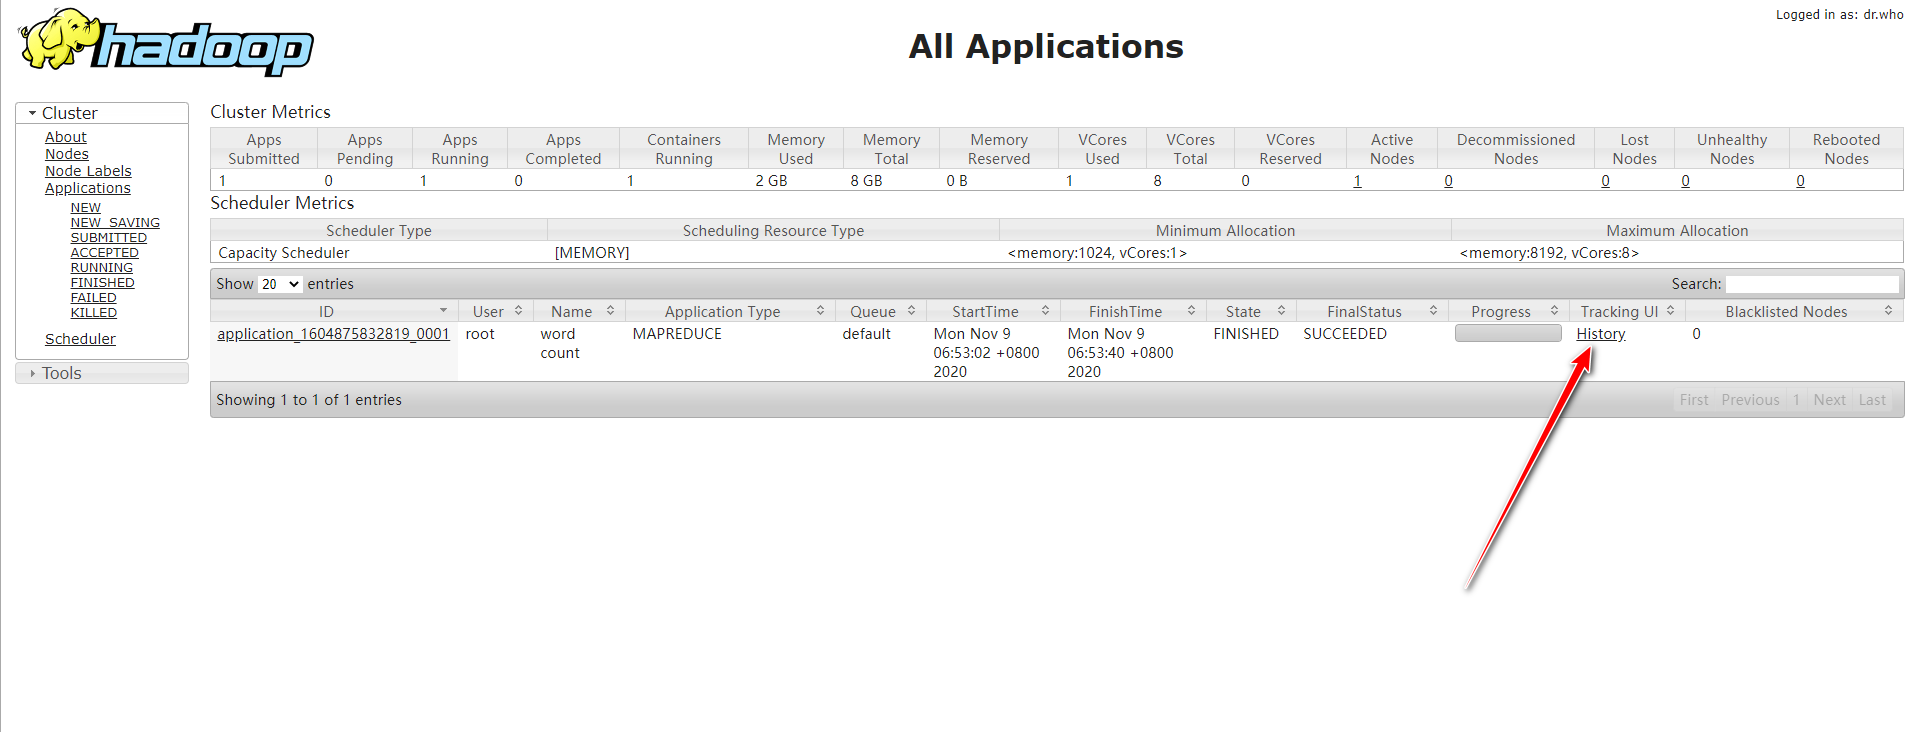 Logged in as: dr.who
hadoop
All Applications
Cluster
About
Nodes
Node Labels
Applications
NEW
NEW_SAVING
SUBMITTED
ACCEPTED
RUNNING
FINISHED
FAILED
KILLED
Scheduler
Tools
Cluster Metrics
Apps Submitted Apps Pending Apps Running Apps Completed Containers Running Memory Used Memory Total Memory Reserved VCores Used VCores Total VCores Reserved Active Nodes Decommissioned Nodes Lost Nodes Unhealthy Nodes Rebooted Nodes
1 0 1 0 1 2 GB 8 GB 0 B 1 8 0 1 0 0 0 0
Scheduler Metrics
Scheduler Type Scheduling Resource Type Minimum Allocation Maximum Allocation
Capacity Scheduler [MEMORY] <memory:1024, vCores:1> <memory:8192, vCores:8>
Show 20 entries Search:
ID User Name Application Type Queue StartTime FinishTime State FinalStatus Progress Tracking UI Blacklisted Nodes
application_1604875832819_0001 root word count MAPREDUCE default Mon Nov 9 06:53:02 +0800 2020 Mon Nov 9 06:53:40 +0800 2020 FINISHED SUCCEEDED History 0
Showing 1 to 1 of 1 entries First Previous 1 Next Last